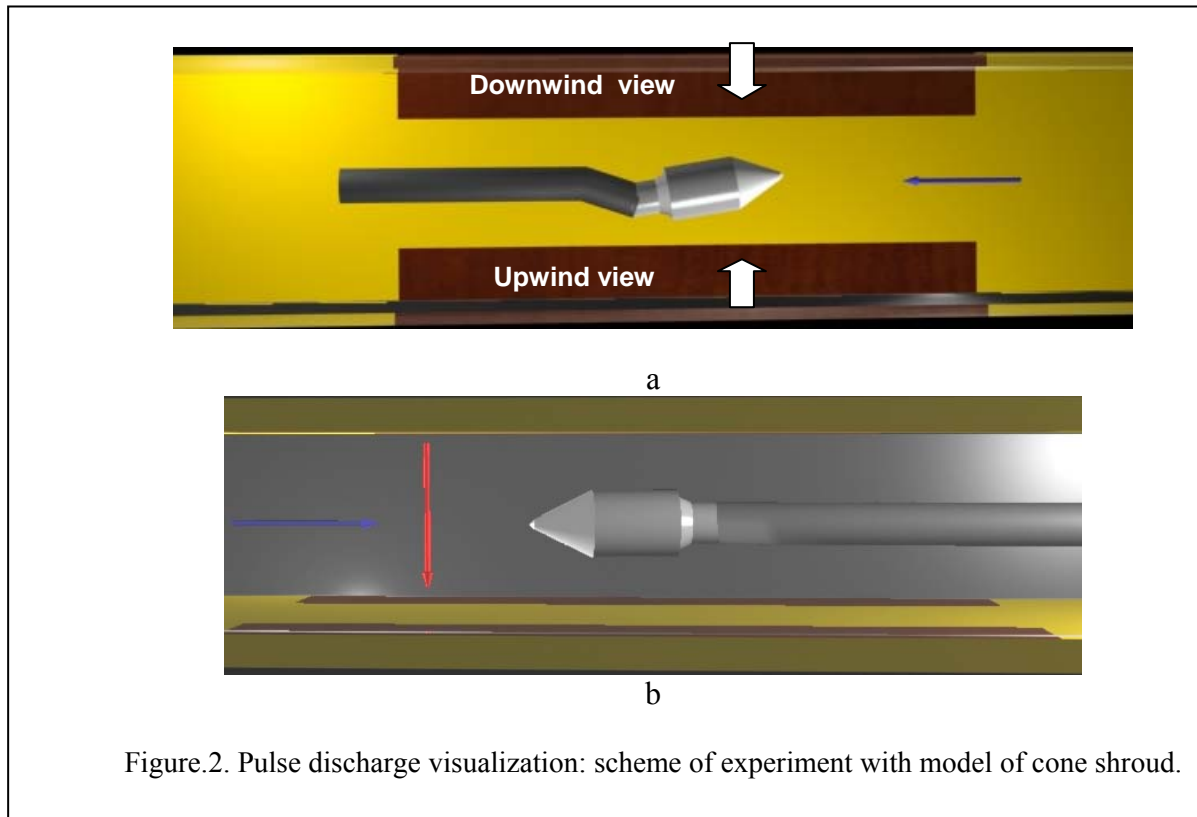 Downwind view
Upwind view
a
b
Figure.2. Pulse discharge visualization: scheme of experiment with model of cone shroud.